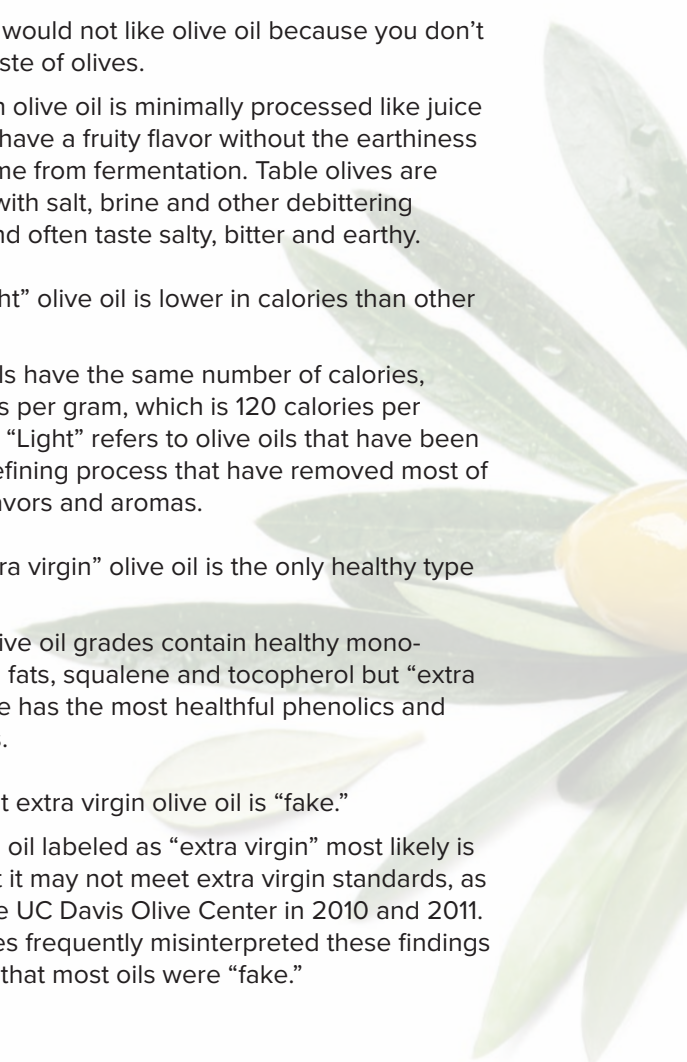 would not like olive oil because you don’t
ste of olives.
olive oil is minimally processed like juice
have a fruity flavor without the earthiness
me from fermentation. Table olives are
with salt, brine and other debittering
nd often taste salty, bitter and earthy.
ht” olive oil is lower in calories than other
ls have the same number of calories,
s per gram, which is 120 calories per
“Light” refers to olive oils that have been
efining process that have removed most of
avors and aromas.
ra virgin” olive oil is the only healthy type
ive oil grades contain healthy mono-
fats, squalene and tocopherol but “extra
e has the most healthful phenolics and
s.
t extra virgin olive oil is “fake.”
oil labeled as “extra virgin” most likely is
t it may not meet extra virgin standards, as
e UC Davis Olive Center in 2010 and 2011.
es frequently misinterpreted these findings
that most oils were “fake.”